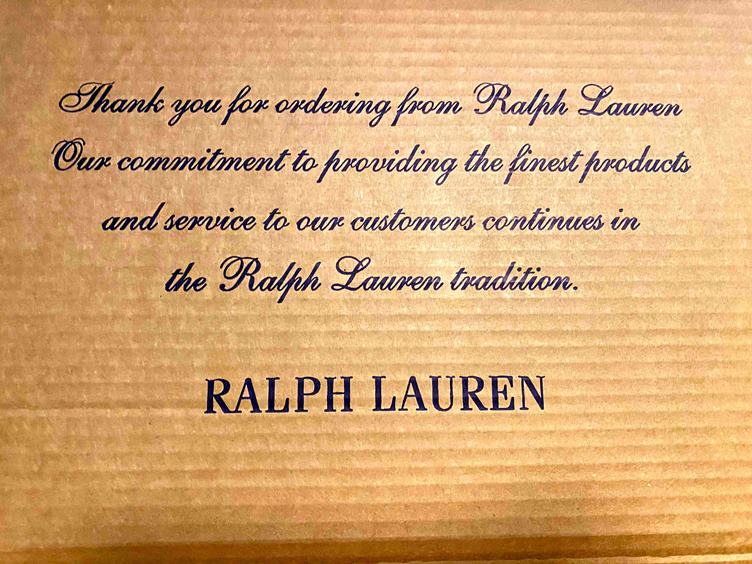 Thank you for ordering from Ralph Lauren
Our commitment to providing the finest products
and service to our customers continues in
the Ralph Lauren tradition.
RALPH LAUREN